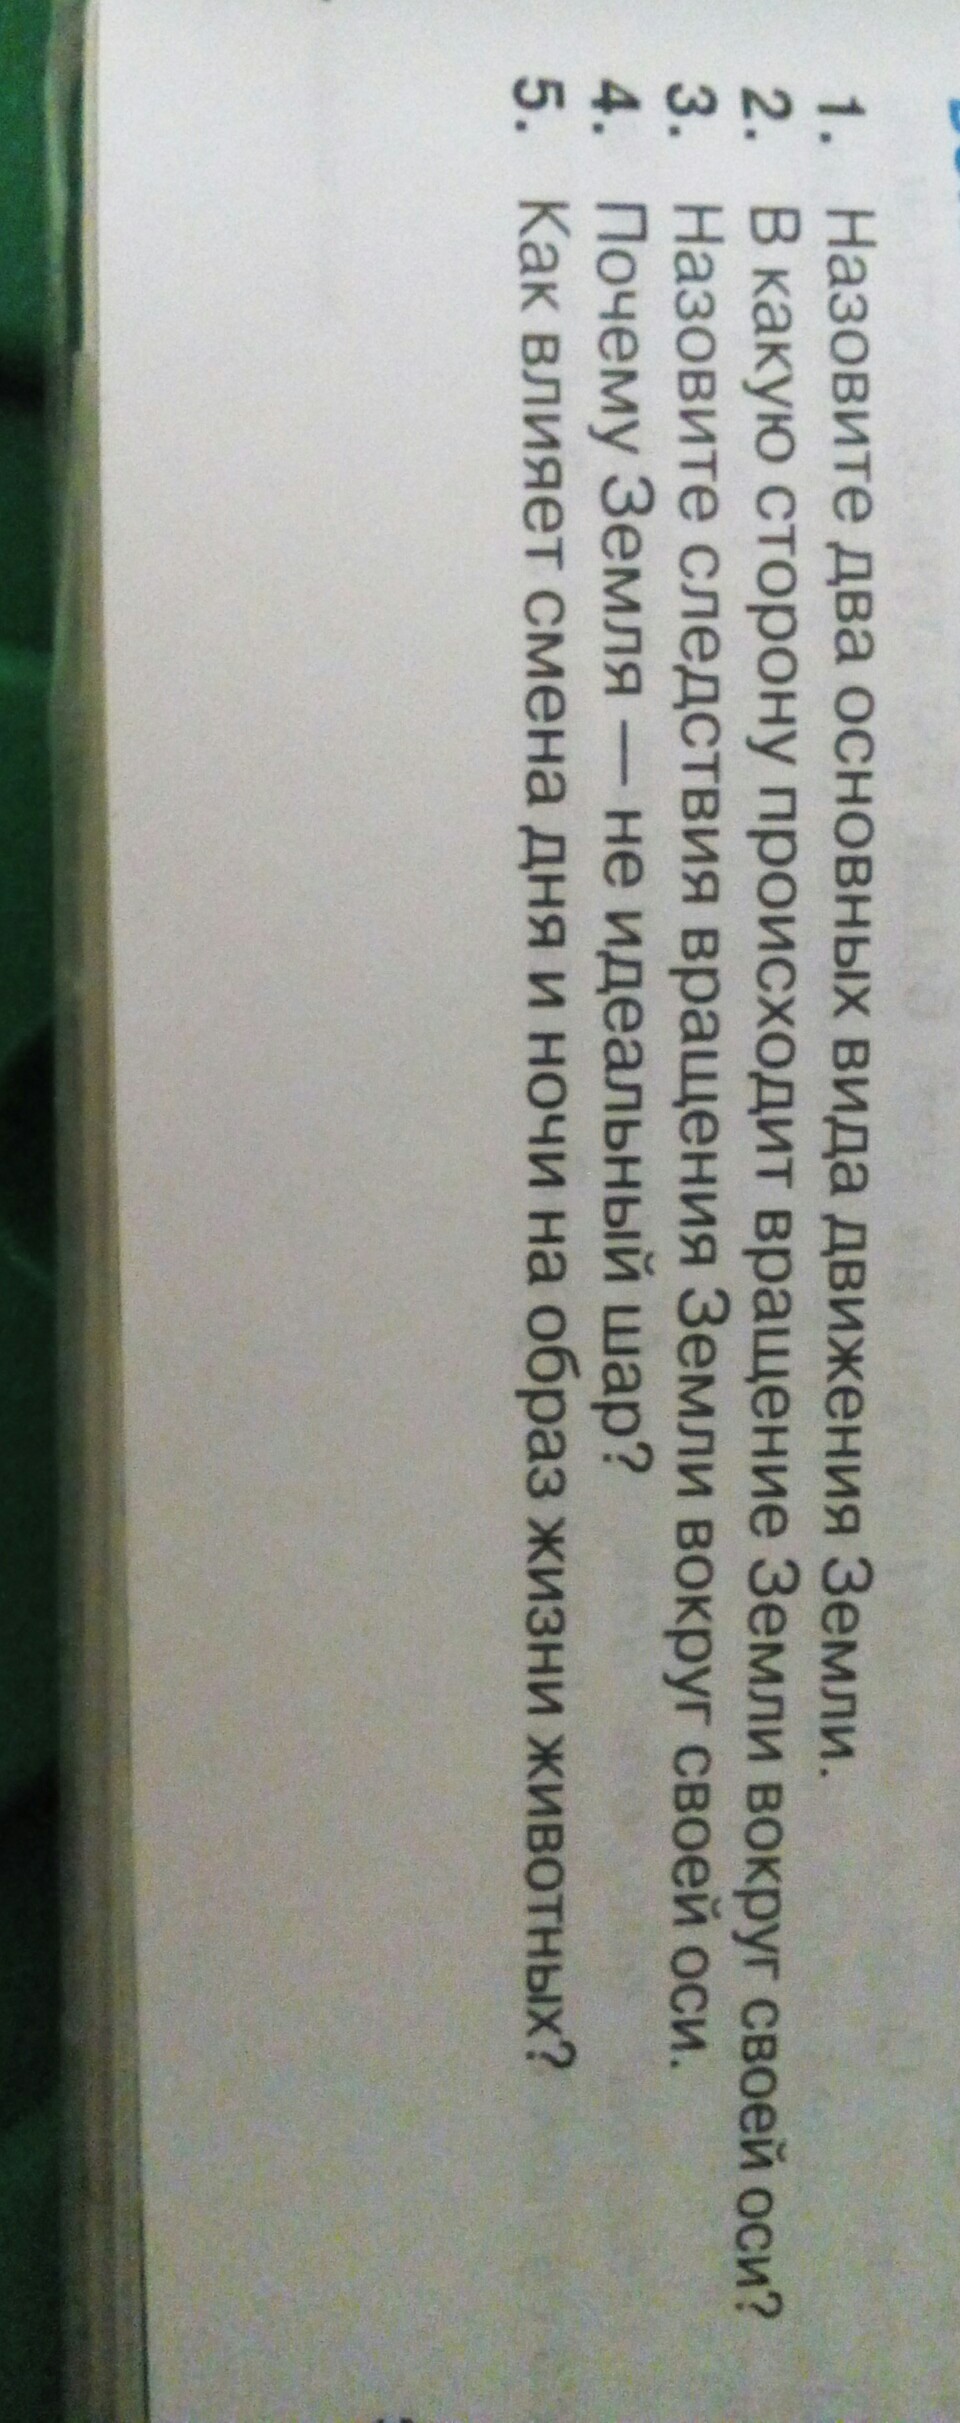 1. Назовите два основных вида движения Земли.
2. В какую сторону происходит вращение Земли вокруг своей оси?
3. Назовите следствия вращения Земли вокруг своей оси.
4. Почему Земля — не идеальный шар?
5. Как влияет смена дня и ночи на образ жизни животных?